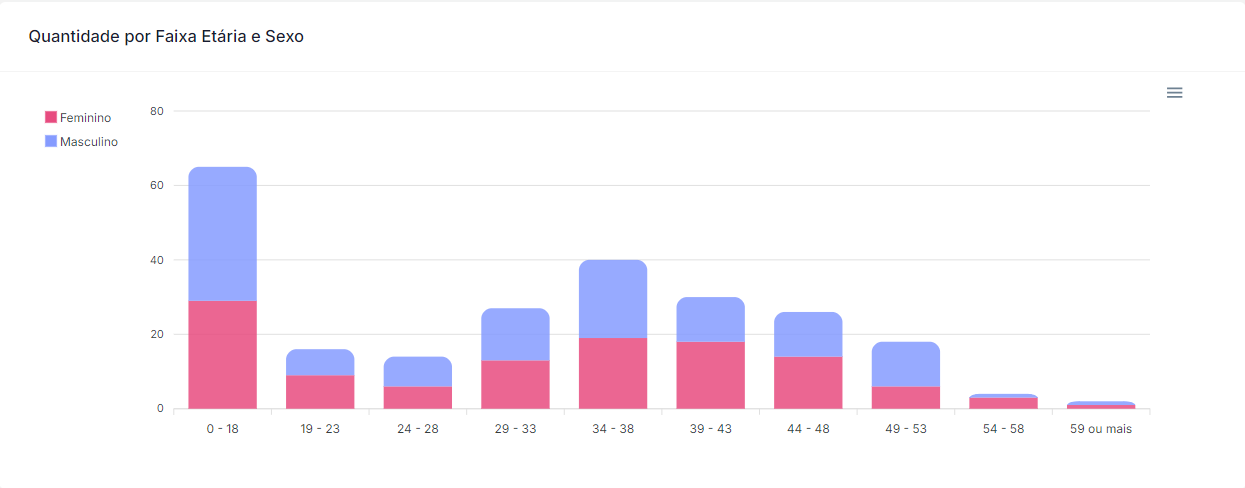 Quantidade por Faixa Etária e Sexo
Feminino
Masculino
80
60
40
20
0
0 - 18
19 - 23
24 - 28
29 - 33
34 - 38
39 - 43
44 - 48
49 - 53
54 - 58
59 ou mais